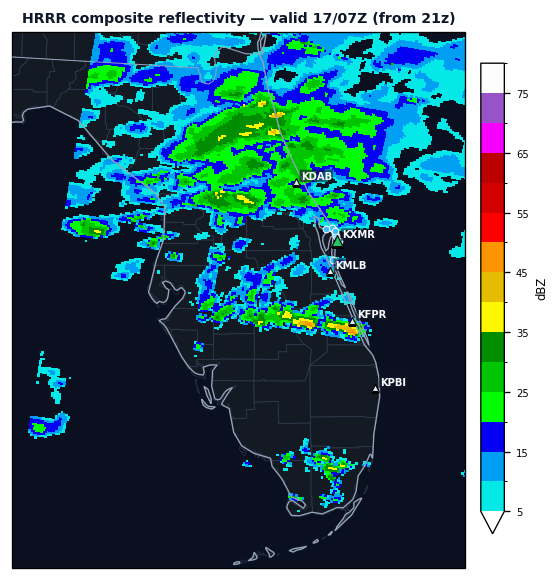 HRRR composite reflectivity — valid 17/07Z (from 21z)
KDAB
KXMR
KMLB
KFPR
KPBI
75
65
55
45
35
25
15
5
dBZ